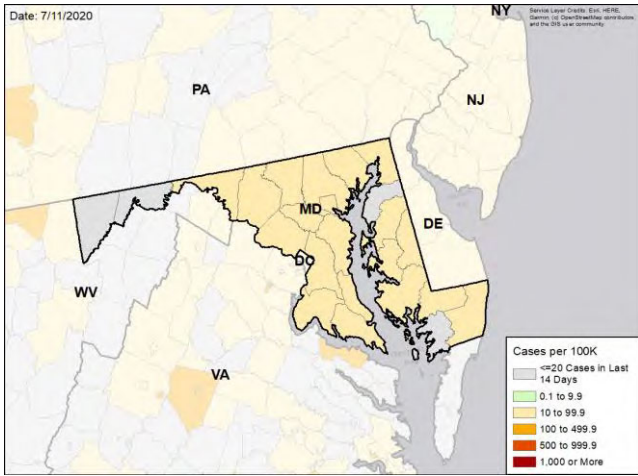 Date: 7/11/2020
NY
Service Layer Credits: Esri, HERE,
Garmin, (c) OpenStreetMap contributors,
and the GIS user community
PA
NJ
MD
DE
DC
WV
VA
Cases per 100K
<=20 Cases in Last
14 Days
0.1 to 9.9
10 to 99.9
100 to 499.9
500 to 999.9
1,000 or More